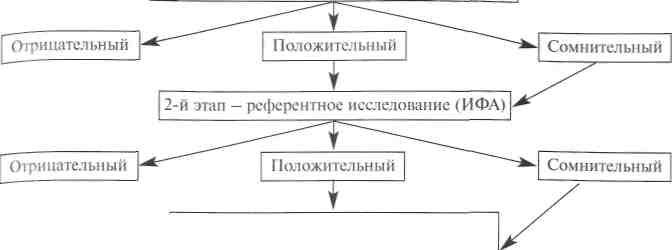 Отрицательный Положительный Сомнительный
2-й этап – референтное исследование (ИФА)
Отрицательный Положительный Сомнительный